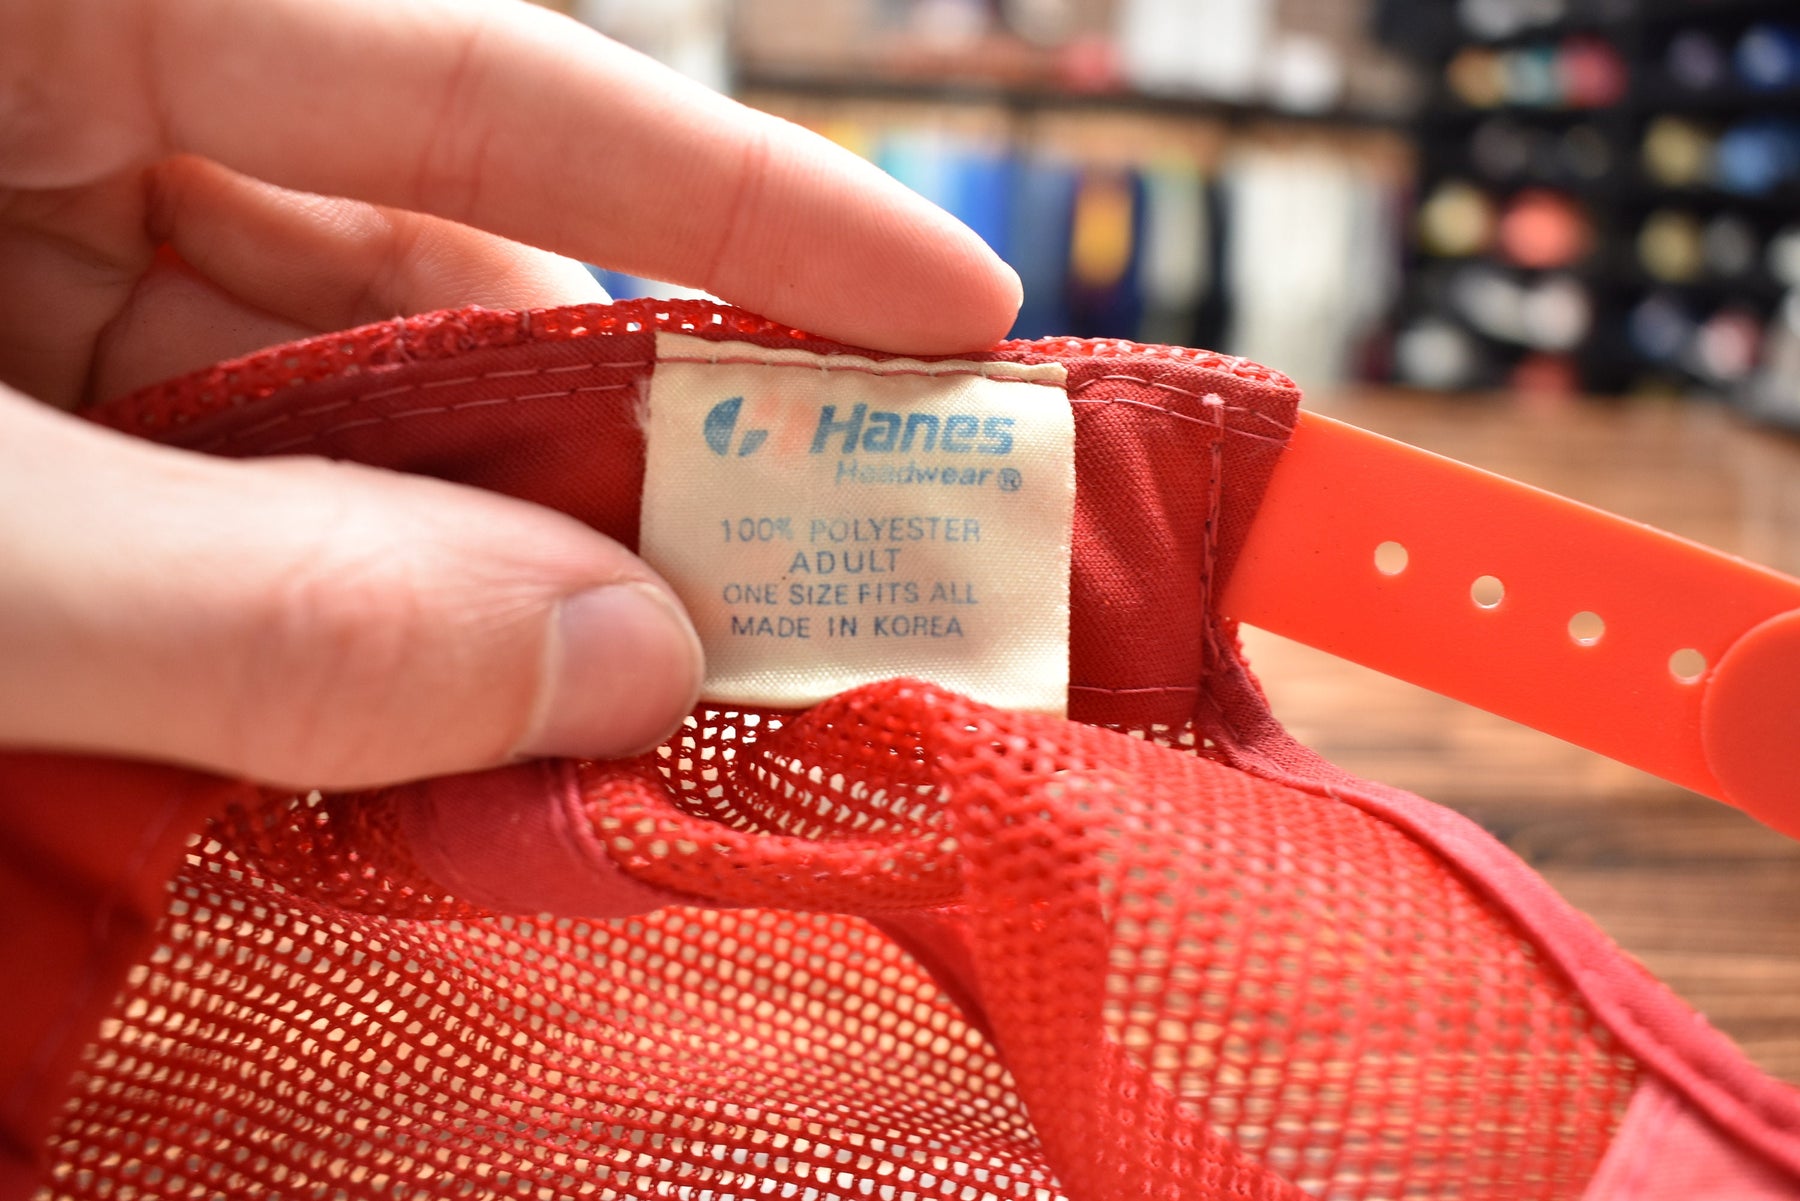 Hanes
Headwear®
100% POLYESTER
ADULT
ONE SIZE FITS ALL
MADE IN KOREA